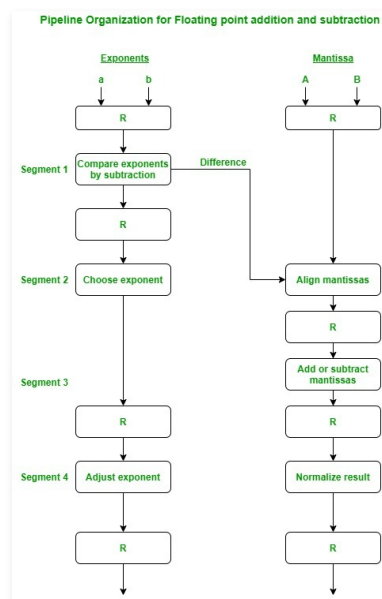 Pipeline Organization for Floating point addition and subtraction
Exponents
Mantissa
a
b
A
B
R
R
Segment 1
Compare exponents
by subtraction
Difference
R
Segment 2
Choose exponent
Align mantissas
R
Segment 3
Add or subtract
mantissas
R
R
Segment 4
Adjust exponent
Normalize result
R
R